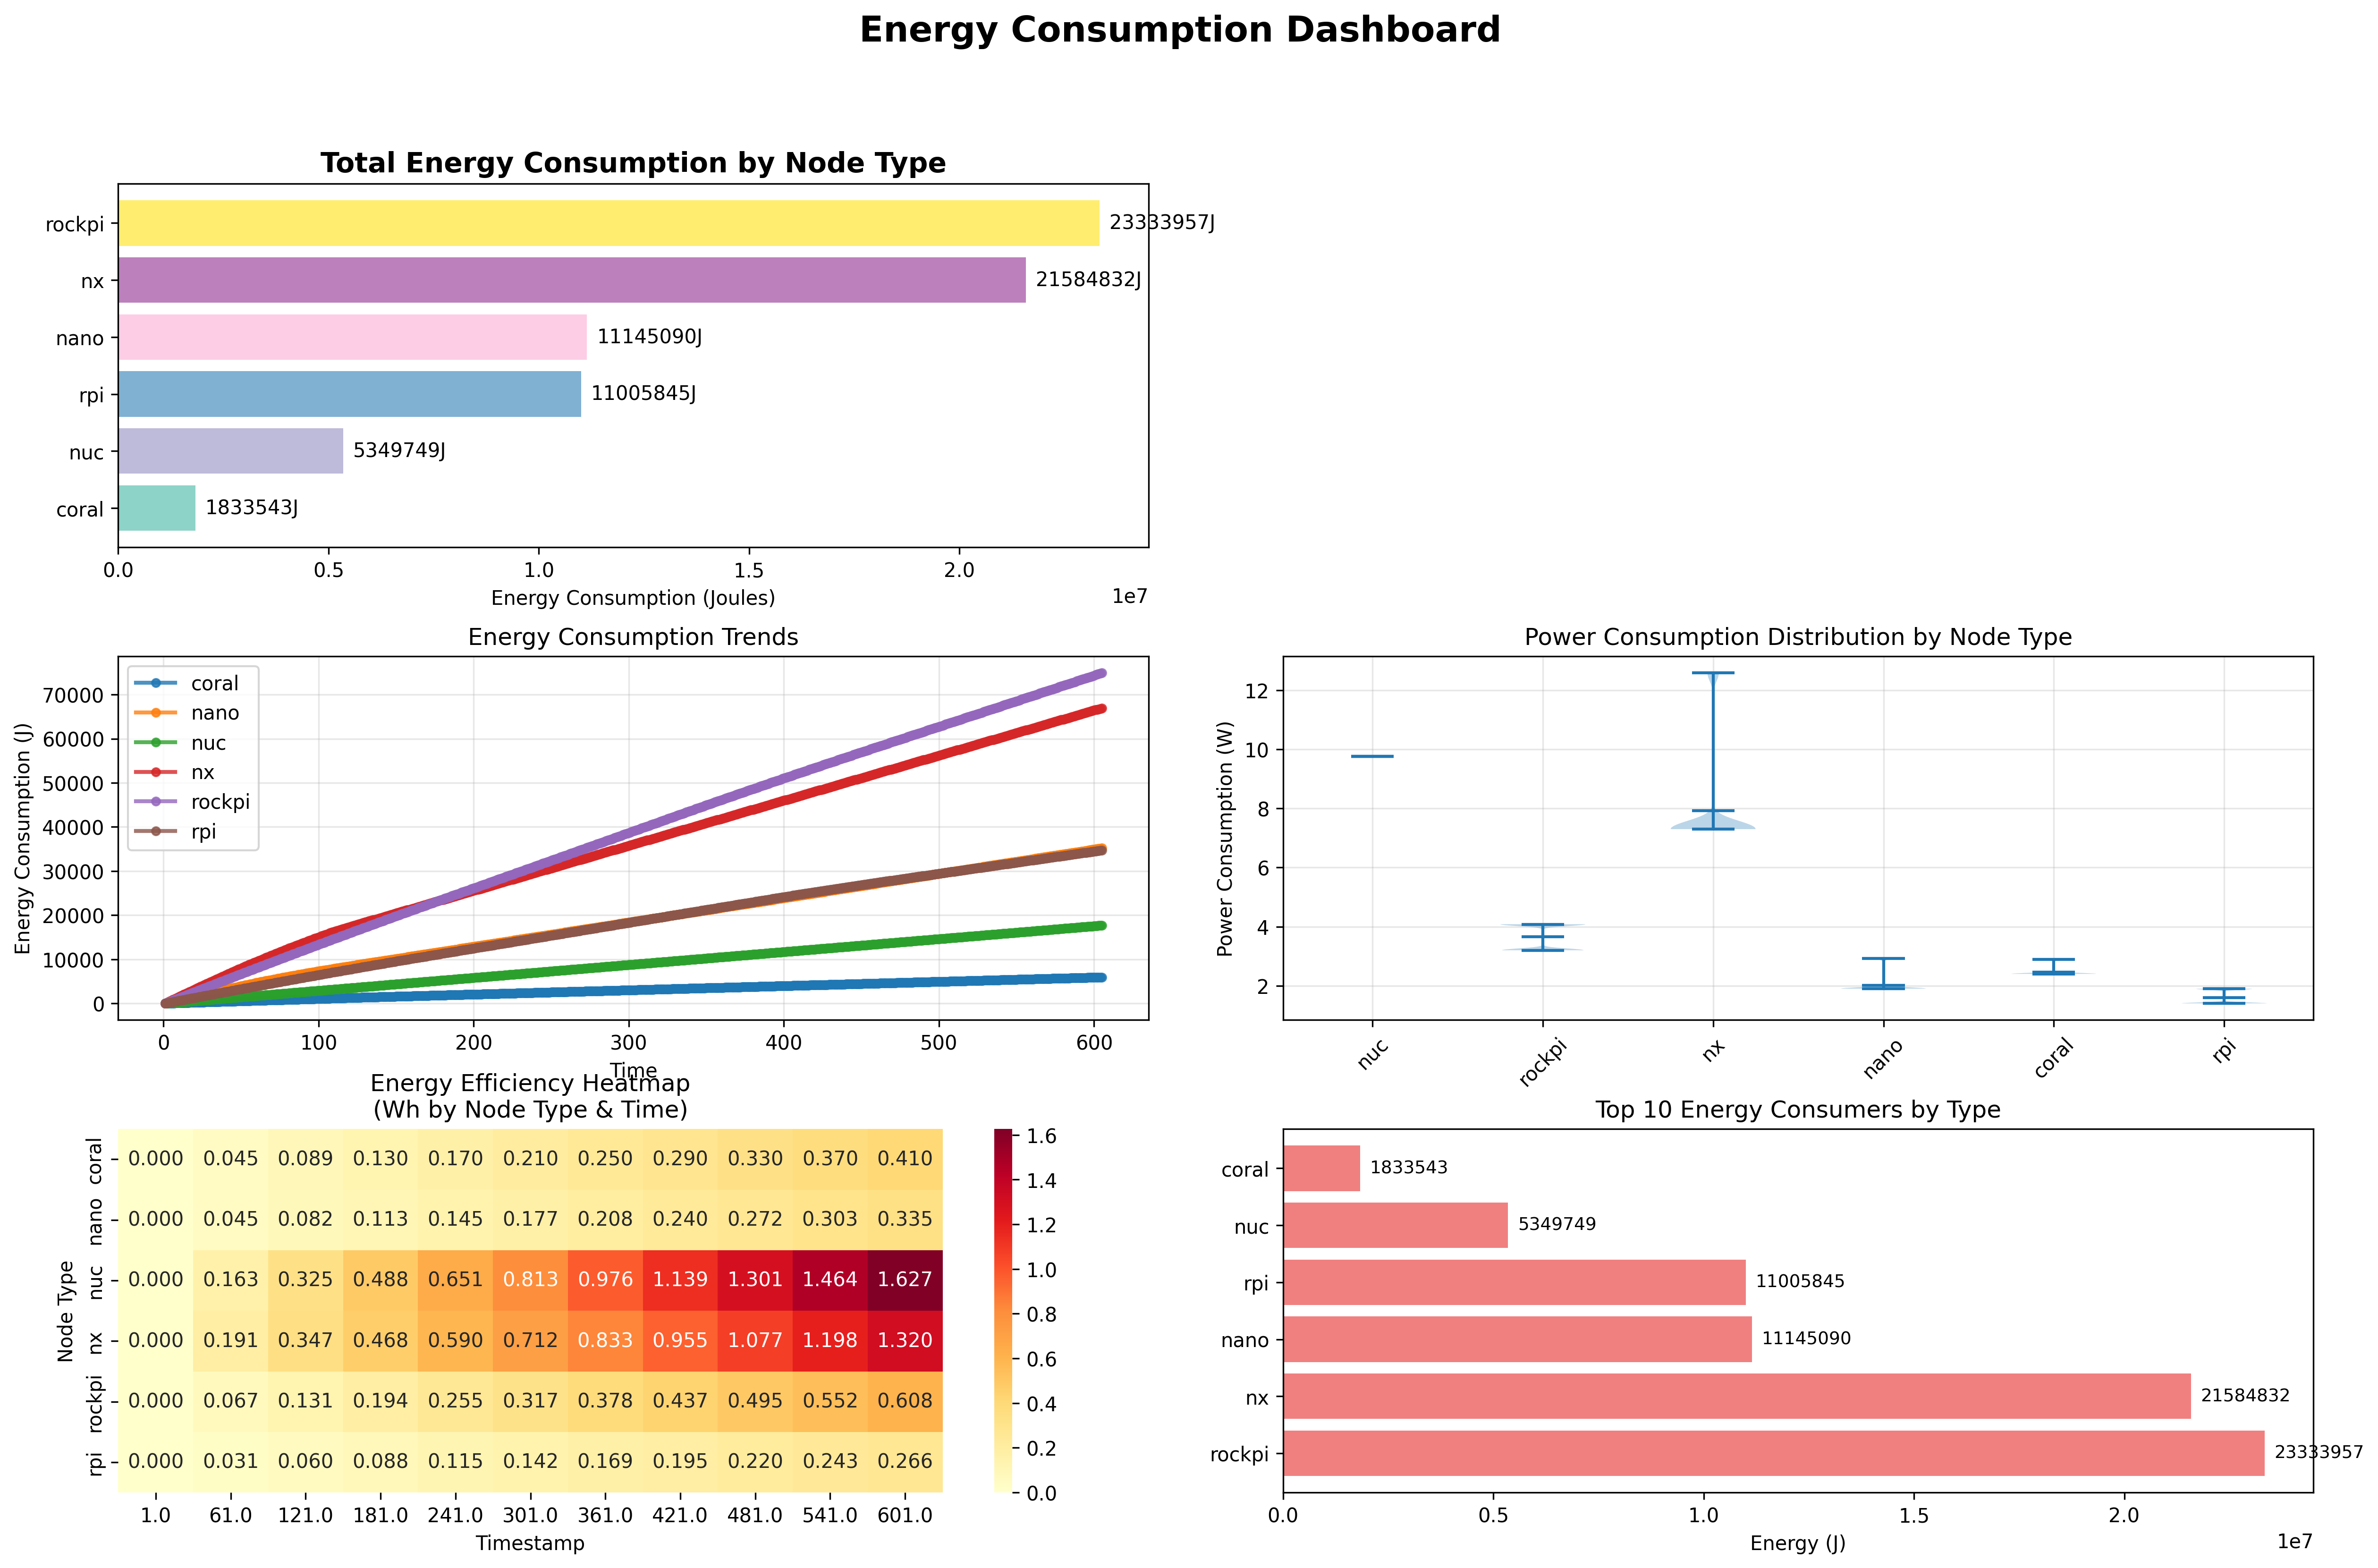 Energy Consumption Dashboard
Total Energy Consumption by Node Type
rockpi 23333957J
nx 21584832J
nano 11145090J
rpi 11005845J
nuc 5349749J
coral 1833543J
0.0 0.5 1.0 1.5 2.0
Energy Consumption (Joules) 1e7
Energy Consumption Trends
Energy Consumption (J)
70000
60000
50000
40000
30000
20000
10000
0
coral
nano
nuc
nx
rockpi
rpi
0 100 200 300 400 500 600
Time
Power Consumption Distribution by Node Type
Power Consumption (W)
12
10
8
6
4
2
nuc rockpi nx nano coral rpi
Energy Efficiency Heatmap
(Wh by Node Type & Time)
Node Type
coral 0.000 0.045 0.089 0.130 0.170 0.210 0.250 0.290 0.330 0.370 0.410
nano 0.000 0.045 0.082 0.113 0.145 0.177 0.208 0.240 0.272 0.303 0.335
nuc 0.000 0.163 0.325 0.488 0.651 0.813 0.976 1.139 1.301 1.464 1.627
nx 0.000 0.191 0.347 0.468 0.590 0.712 0.833 0.955 1.077 1.198 1.320
rockpi 0.000 0.067 0.131 0.194 0.255 0.317 0.378 0.437 0.495 0.552 0.608
rpi 0.000 0.031 0.060 0.088 0.115 0.142 0.169 0.195 0.220 0.243 0.266
1.0 61.0 121.0 181.0 241.0 301.0 361.0 421.0 481.0 541.0 601.0
Timestamp
1.6
1.4
1.2
1.0
0.8
0.6
0.4
0.2
0.0
Top 10 Energy Consumers by Type
coral 1833543
nuc 5349749
rpi 11005845
nano 11145090
nx 21584832
rockpi 23333957
0.0 0.5 1.0 1.5 2.0
Energy (J) 1e7